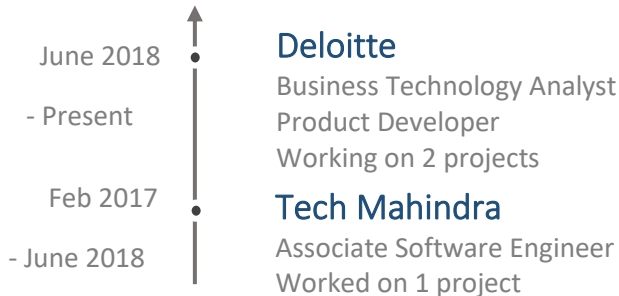 June 2018
- Present
Deloitte
Business Technology Analyst
Product Developer
Working on 2 projects
Feb 2017
- June 2018
Tech Mahindra
Associate Software Engineer
Worked on 1 project